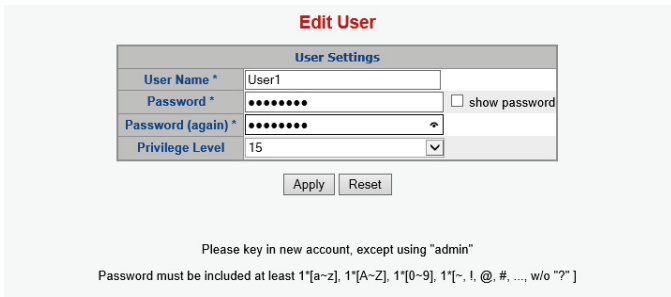 Edit User
User Settings
User Name * User1
Password * ●●●●●●●● show password
Password (again) * ●●●●●●●●
Privilege Level 15
Apply Reset
Please key in new account, except using "admin"
Password must be included at least 1*[a~z], 1*[A~Z], 1*[0~9], 1*[~, !, @, #, ..., w/o "?" ]